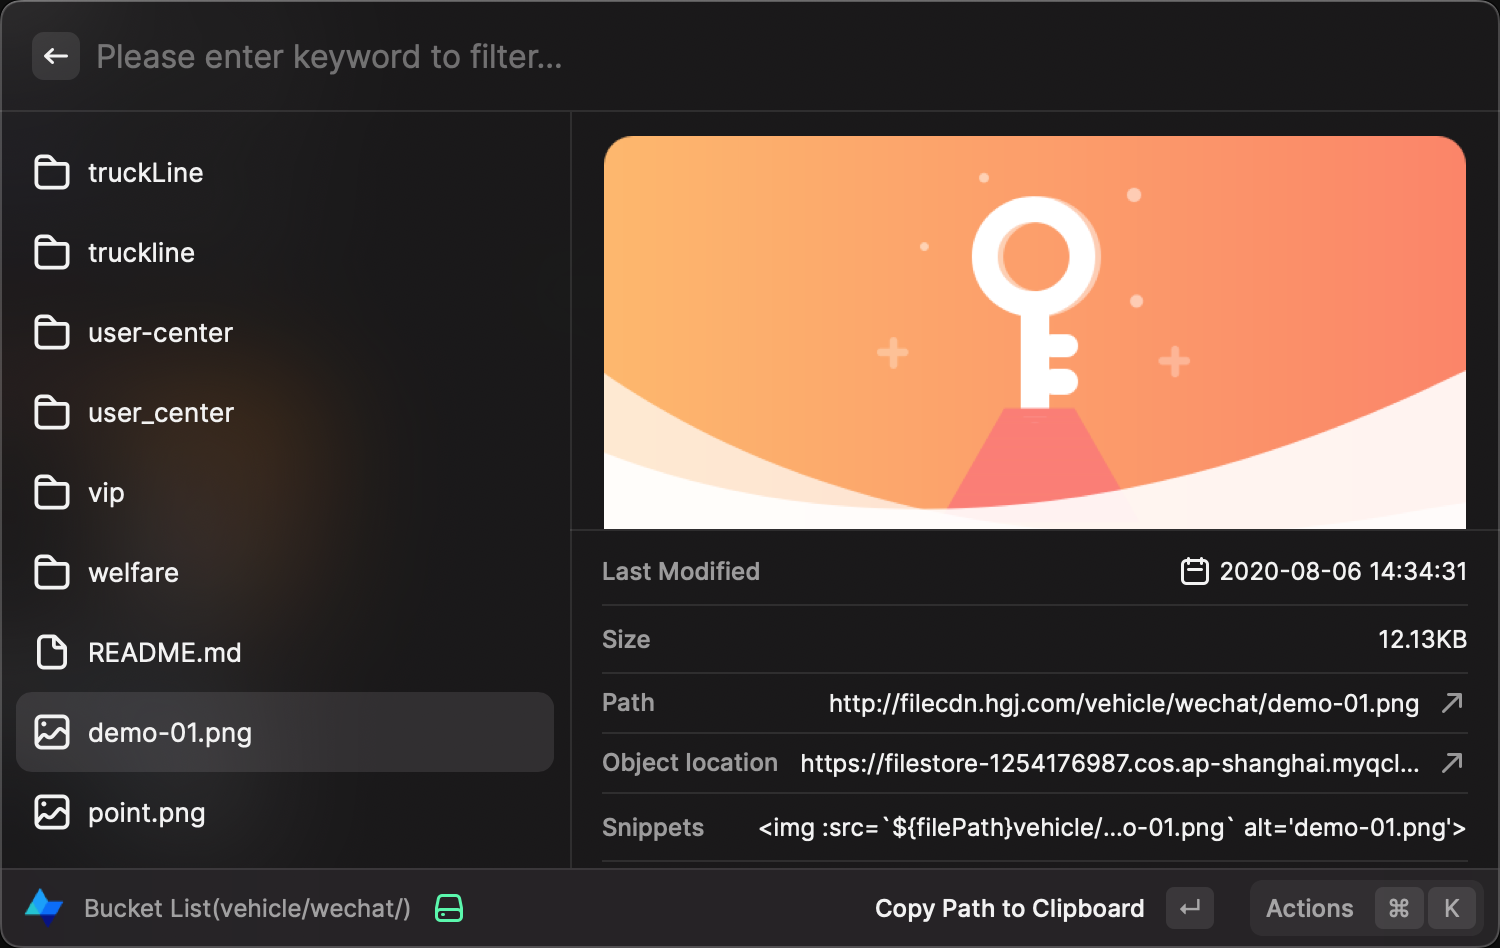 Please enter keyword to filter...
truckLine
truckline
user-center
user_center
vip
welfare
README.md
demo-01.png
point.png
Last Modified 2020-08-06 14:34:31
Size 12.13KB
Path http://filecdn.hgj.com/vehicle/wechat/demo-01.png
Object location https://filestore-1254176987.cos.ap-shanghai.myqcl...
Snippets <img :src=`${filePath}vehicle/...o-01.png` alt='demo-01.png'>
Bucket List(vehicle/wechat/) Copy Path to Clipboard Actions ⌘ K